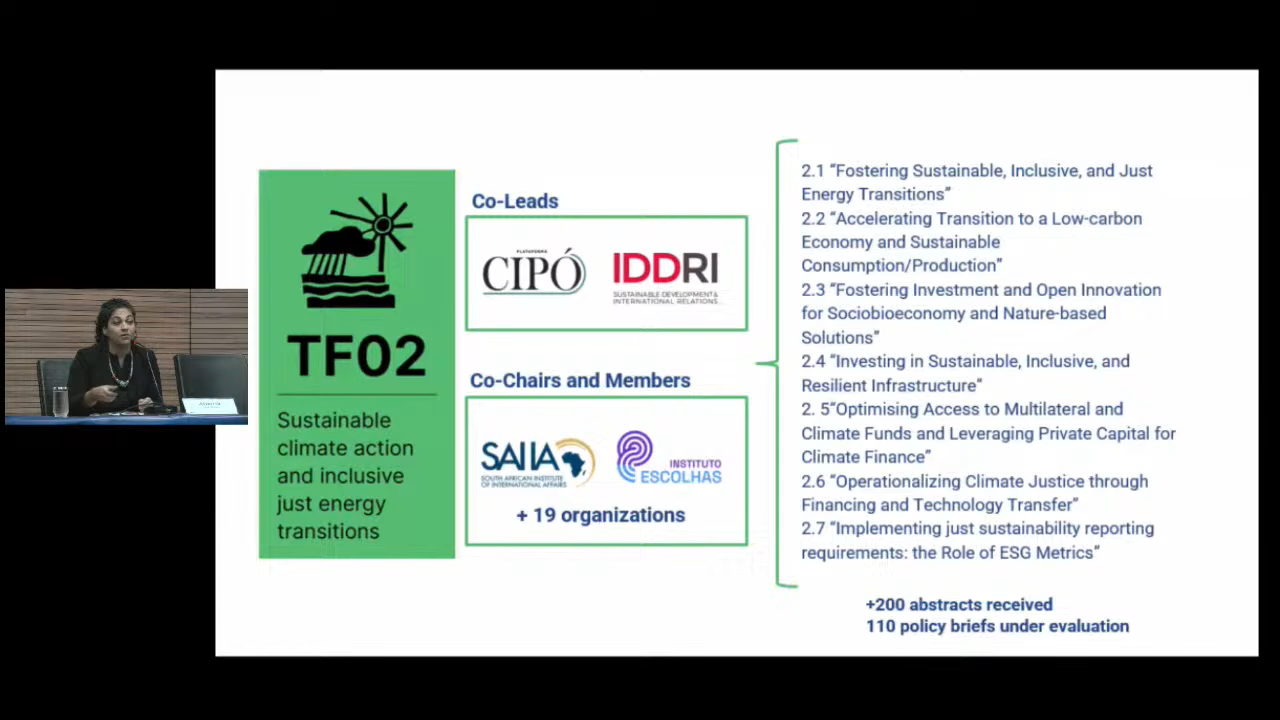 TF02
Sustainable
climate action
and inclusive
just energy
transitions
Co-Leads
PLATAFORMA
CIPÓ
IDDRI
SUSTAINABLE DEVELOPMENT &
INTERNATIONAL RELATIONS
Co-Chairs and Members
SAIIA
SOUTH AFRICAN INSTITUTE
OF INTERNATIONAL AFFAIRS
INSTITUTO
ESCOLHAS
+ 19 organizations
2.1 “Fostering Sustainable, Inclusive, and Just
Energy Transitions”
2.2 “Accelerating Transition to a Low-carbon
Economy and Sustainable
Consumption/Production”
2.3 “Fostering Investment and Open Innovation
for Sociobioeconomy and Nature-based
Solutions”
2.4 “Investing in Sustainable, Inclusive, and
Resilient Infrastructure”
2. 5“Optimising Access to Multilateral and
Climate Funds and Leveraging Private Capital for
Climate Finance”
2.6 “Operationalizing Climate Justice through
Financing and Technology Transfer”
2.7 “Implementing just sustainability reporting
requirements: the Role of ESG Metrics”
+200 abstracts received
110 policy briefs under evaluation